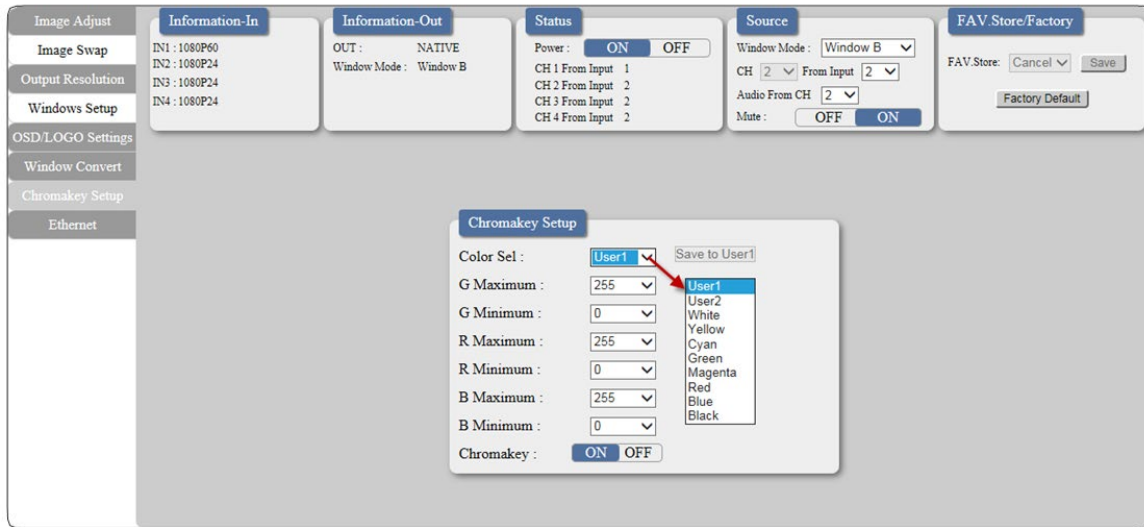 Image Adjust
Image Swap
Output Resolution
Windows Setup
OSD/LOGO Settings
Window Convert
Chromakey Setup
Ethernet
Information-In
IN1 : 1080P60
IN2 : 1080P24
IN3 : 1080P24
IN4 : 1080P24
Information-Out
OUT : NATIVE
Window Mode : Window B
Status
Power : ON OFF
CH 1 From Input 1
CH 2 From Input 2
CH 3 From Input 2
CH 4 From Input 2
Source
Window Mode : Window B
CH 2 From Input 2
Audio From CH 2
Mute : OFF ON
FAV.Store/Factory
FAV.Store: Cancel Save
Factory Default
Chromakey Setup
Color Sel : User1 Save to User1
G Maximum : 255
G Minimum : 0
R Maximum : 255
R Minimum : 0
B Maximum : 255
B Minimum : 0
Chromakey : ON OFF
User1
User2
White
Yellow
Cyan
Green
Magenta
Red
Blue
Black